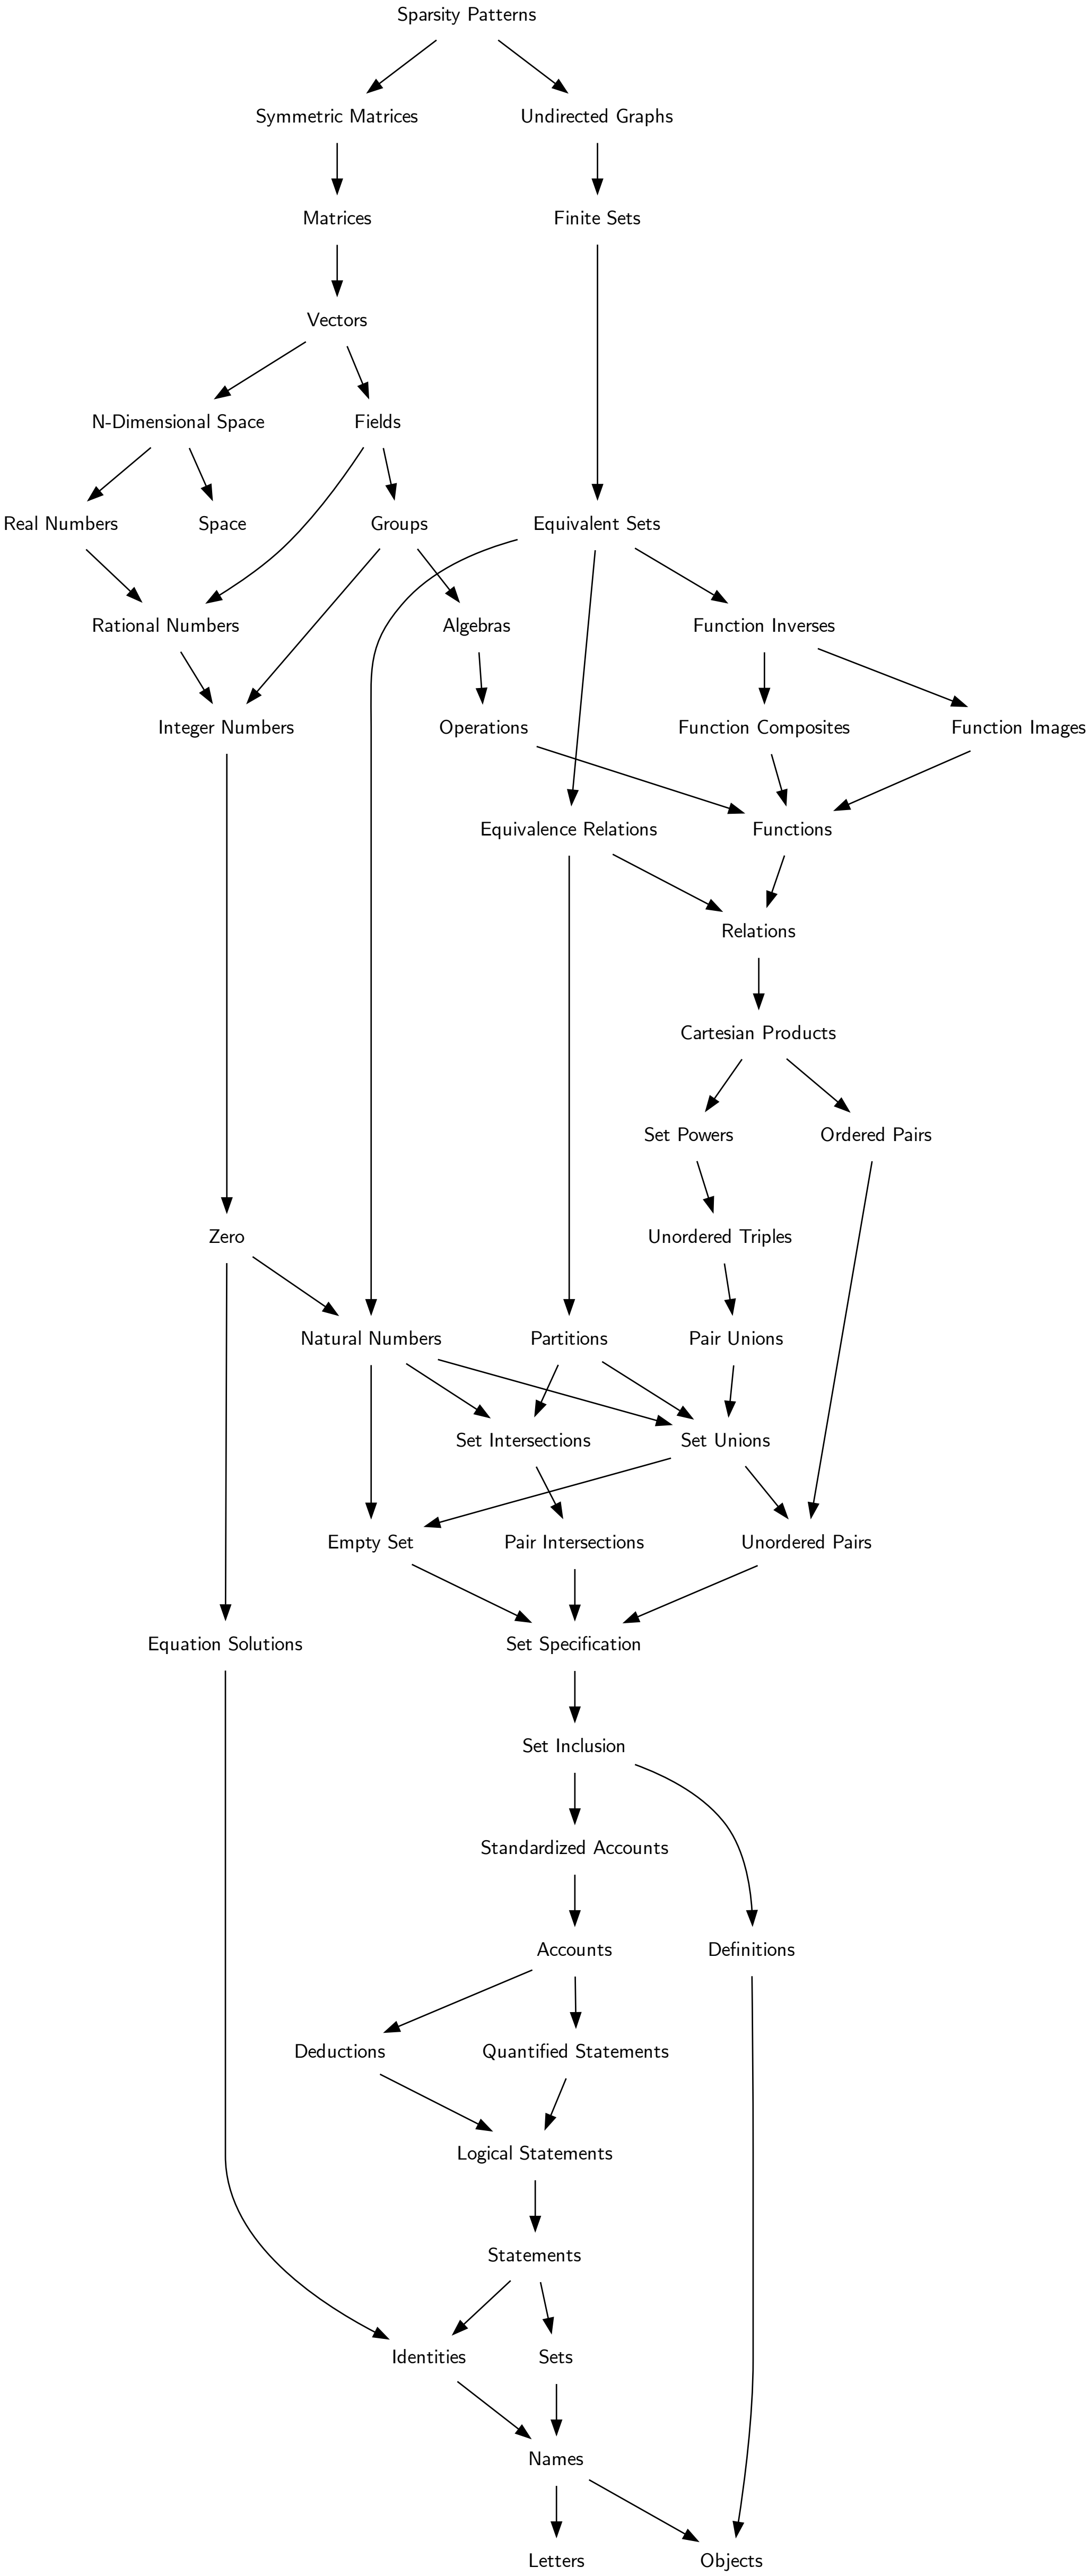 Sparsity Patterns
Symmetric Matrices
Undirected Graphs
Matrices
Finite Sets
Vectors
N-Dimensional Space
Fields
Real Numbers
Space
Groups
Equivalent Sets
Rational Numbers
Algebras
Function Inverses
Integer Numbers
Operations
Function Composites
Function Images
Equivalence Relations
Functions
Relations
Cartesian Products
Set Powers
Ordered Pairs
Zero
Unordered Triples
Natural Numbers
Partitions
Pair Unions
Set Intersections
Set Unions
Empty Set
Pair Intersections
Unordered Pairs
Equation Solutions
Set Specification
Set Inclusion
Standardized Accounts
Accounts
Definitions
Deductions
Quantified Statements
Logical Statements
Statements
Identities
Sets
Names
Letters
Objects